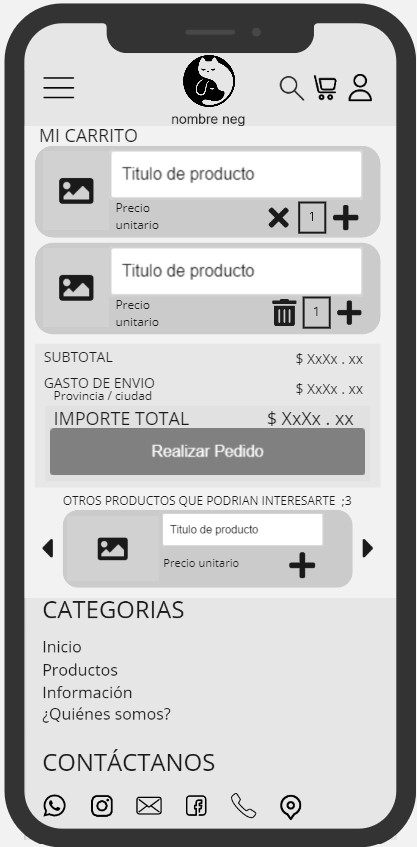 nombre neg
MI CARRITO
Titulo de producto
Precio
unitario
1
Titulo de producto
Precio
unitario
1
SUBTOTAL $ XxXx . xx
GASTO DE ENVIO $ XxXx . xx
Provincia / ciudad
IMPORTE TOTAL $ XxXx . xx
Realizar Pedido
OTROS PRODUCTOS QUE PODRIAN INTERESARTE ;3
Titulo de producto
Precio unitario
CATEGORIAS
Inicio
Productos
Información
¿Quiénes somos?
CONTÁCTANOS